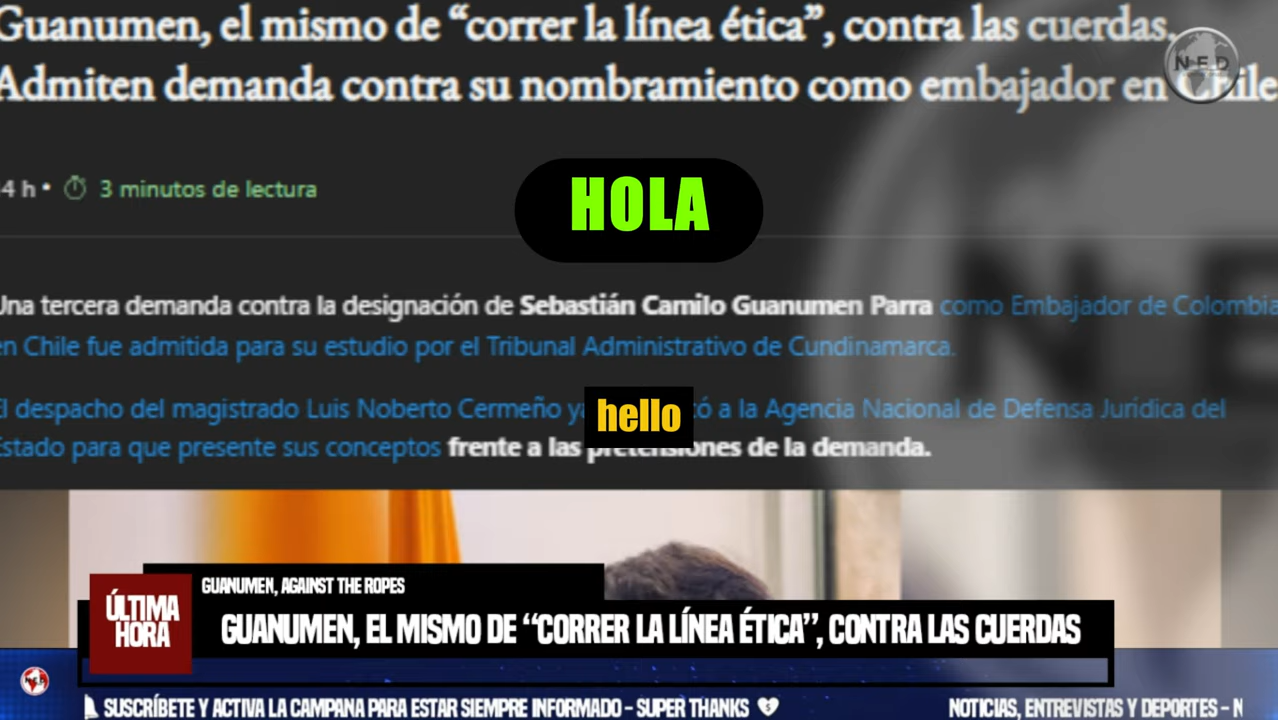 Guanumen, el mismo de “correr la línea ética”, contra las cuerdas.
Admiten demanda contra su nombramiento como embajador en Chile
N.E.D
4 h • 3 minutos de lectura
HOLA
Una tercera demanda contra la designación de Sebastián Camilo Guanumen Parra como Embajador de Colombia
en Chile fue admitida para su estudio por el Tribunal Administrativo de Cundinamarca.
El despacho del magistrado Luis Noberto Cermeño ya a la Agencia Nacional de Defensa Jurídica del
hello
Estado para que presente sus conceptos frente a las pretensiones de la demanda.
N E
GUANUMEN, AGAINST THE ROPES
ÚLTIMA
HORA
GUANUMEN, EL MISMO DE “CORRER LA LÍNEA ÉTICA”, CONTRA LAS CUERDAS
SUSCRÍBETE Y ACTIVA LA CAMPANA PARA ESTAR SIEMPRE INFORMADO – SUPER THANKS
NOTICIAS, ENTREVISTAS Y DEPORTES – N